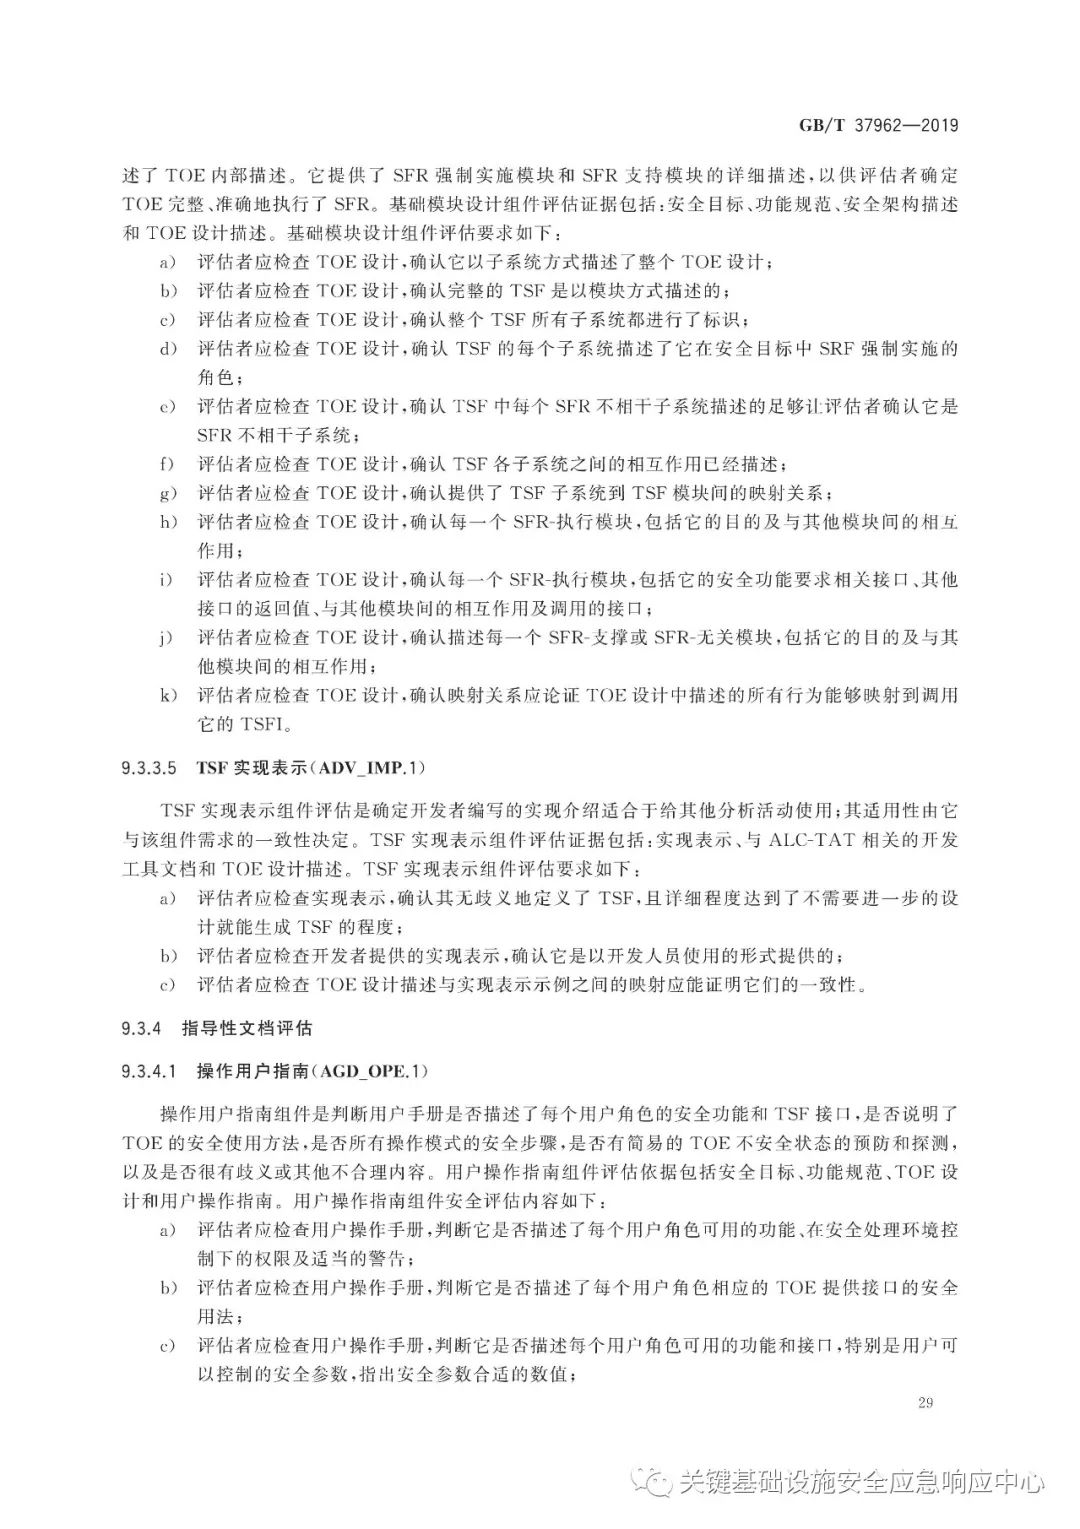 GB/T 37962—2019
述了 TOE 内部描述。它提供了 SFR 强制实施模块和 SFR 支持模块的详细描述,以供评估者确定
TOE 完整、准确地执行了 SFR。基础模块设计组件评估证据包括:安全目标、功能规范、安全架构描述
和 TOE 设计描述。基础模块设计组件评估要求如下:
a) 评估者应检查 TOE 设计,确认它以子系统方式描述了整个 TOE 设计;
b) 评估者应检查 TOE 设计,确认完整的 TSF 是以模块方式描述的;
c) 评估者应检查 TOE 设计,确认整个 TSF 所有子系统都进行了标识;
d) 评估者应检查 TOE 设计,确认 TSF 的每个子系统描述了它在安全目标中 SRF 强制实施的
角色;
e) 评估者应检查 TOE 设计,确认 TSF 中每个 SFR 不相干子系统描述的足够让评估者确认它是
SFR 不相干子系统;
f) 评估者应检查 TOE 设计,确认 TSF 各子系统之间的相互作用已经描述;
g) 评估者应检查 TOE 设计,确认提供了 TSF 子系统到 TSF 模块间的映射关系;
h) 评估者应检查 TOE 设计,确认每一个 SFR-执行模块,包括它的目的及与其他模块间的相互
作用;
i) 评估者应检查 TOE 设计,确认每一个 SFR-执行模块,包括它的安全功能要求相关接口、其他
接口的返回值、与其他模块间的相互作用及调用的接口;
j) 评估者应检查 TOE 设计,确认描述每一个 SFR-支撑或 SFR-无关模块,包括它的目的及与其
他模块间的相互作用;
k) 评估者应检查 TOE 设计,确认映射关系应论证 TOE 设计中描述的所有行为能够映射到调用
它的 TSFI。
9.3.3.5 TSF 实现表示(ADV_IMP.1)
TSF 实现表示组件评估是确定开发者编写的实现介绍适合于给其他分析活动使用;其适用性由它
与该组件需求的一致性决定。TSF 实现表示组件评估证据包括:实现表示、与 ALC-TAT 相关的开发
工具文档和 TOE 设计描述。TSF 实现表示组件评估要求如下:
a) 评估者应检查实现表示,确认其无歧义地定义了 TSF,且详细程度达到了不需要进一步的设
计就能生成 TSF 的程度;
b) 评估者应检查开发者提供的实现表示,确认它是以开发人员使用的形式提供的;
c) 评估者应检查 TOE 设计描述与实现表示示例之间的映射应能证明它们的一致性。
9.3.4 指导性文档评估
9.3.4.1 操作用户指南(AGD_OPE.1)
操作用户指南组件是判断用户手册是否描述了每个用户角色的安全功能和 TSF 接口,是否说明了
TOE 的安全使用方法,是否所有操作模式的安全步骤,是否有简易的 TOE 不安全状态的预防和探测,
以及是否很有歧义或其他不合理内容。用户操作指南组件评估依据包括安全目标、功能规范、TOE 设
计和用户操作指南。用户操作指南组件安全评估内容如下:
a) 评估者应检查用户操作手册,判断它是否描述了每个用户角色可用的功能、在安全处理环境控
制下的权限及适当的警告;
b) 评估者应检查用户操作手册,判断它是否描述了每个用户角色相应的 TOE 提供接口的安全
用法;
c) 评估者应检查用户操作手册,判断它是否描述每个用户角色可用的功能和接口,特别是用户可
以控制的安全参数,指出安全参数合适的数值;
29
关键基础设施安全应急响应中心